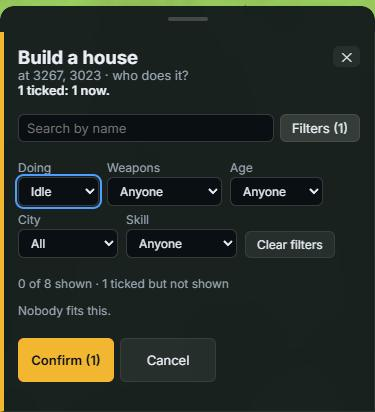 Build a house
at 3267, 3023 · who does it?
1 ticked: 1 now.
Search by name
Filters (1)
Doing Weapons Age
Idle Anyone Anyone
City Skill
All Anyone Clear filters
0 of 8 shown · 1 ticked but not shown
Nobody fits this.
Confirm (1) Cancel